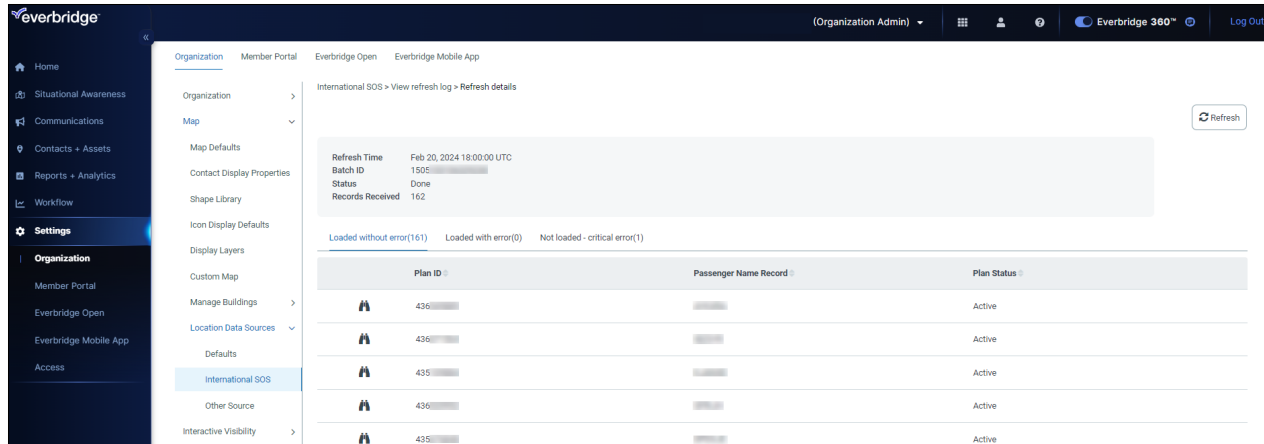 everbridge
(Organization Admin)
Everbridge 360™
Log Out
«
Home
Situational Awareness
Communications
Contacts + Assets
Reports + Analytics
Workflow
Settings
Organization
Member Portal
Everbridge Open
Everbridge Mobile App
Access
Organization Member Portal Everbridge Open Everbridge Mobile App
Organization
Map
Map Defaults
Contact Display Properties
Shape Library
Icon Display Defaults
Display Layers
Custom Map
Manage Buildings
Location Data Sources
Defaults
International SOS
Other Source
Interactive Visibility
International SOS > View refresh log > Refresh details
Refresh
Refresh Time Feb 20, 2024 18:00:00 UTC
Batch ID 1505
Status Done
Records Received 162
Loaded without error(161) Loaded with error(0) Not loaded - critical error(1)
Plan ID Passenger Name Record Plan Status
436 Active
436 Active
435 Active
436 Active
435 Active